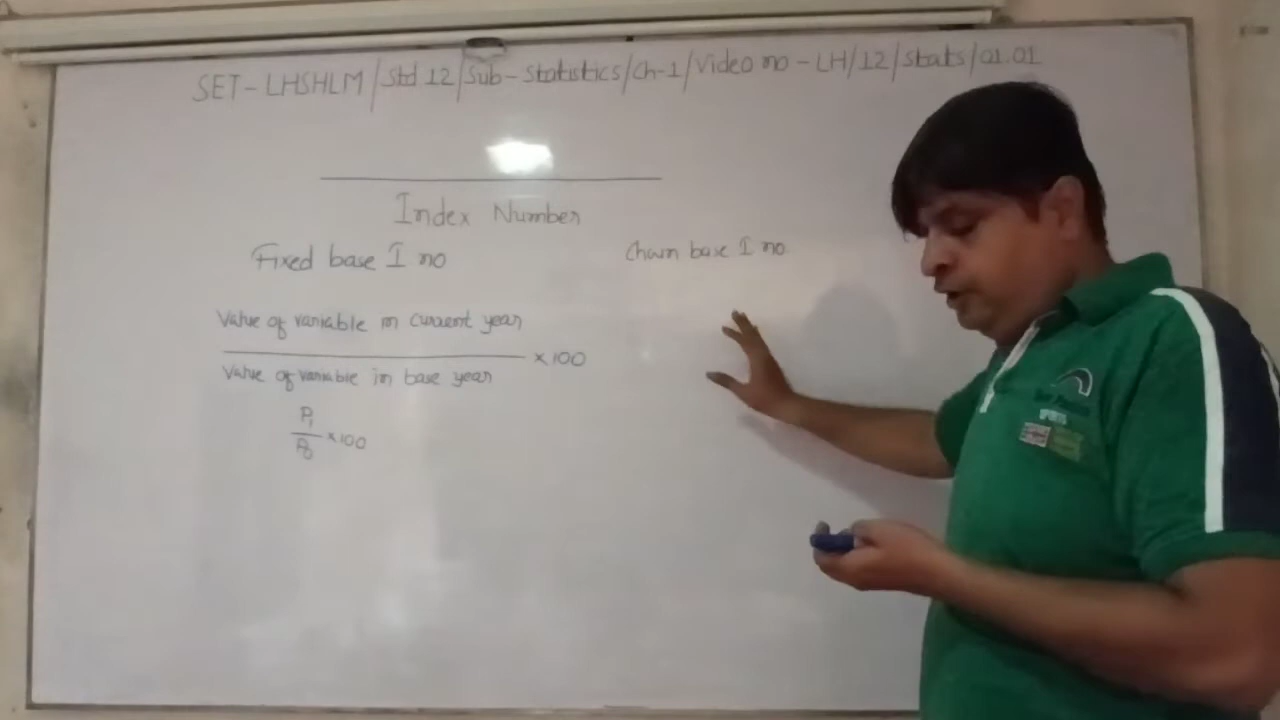 SET-LHSHLM/Std 12/Sub-Statistics/Ch-1/Video no-LH/12/Stats/01.01
Index Number
Fixed base I no
Chain base I no.
Value of variable in current year
Value of variable in base year
×100
P₁
P₀
×100